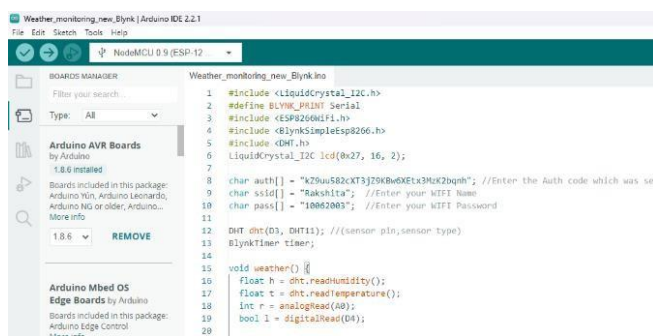 Weather_monitoring_new_Blynk | Arduino IDE 2.2.1
File Edit Sketch Tools Help
NodeMCU 0.9 (ESP-12 ...
BOARDS MANAGER
Filter your search...
Type: All
Arduino AVR Boards
by Arduino
1.8.6 installed
Boards included in this package:
Arduino Yún, Arduino Leonardo,
Arduino NG or older, Arduino...
More info
1.8.6 REMOVE
Arduino Mbed OS
Edge Boards by Arduino
Boards included in this package:
Arduino Edge Control
More info
Weather_monitoring_new_Blynk.ino
1 #include <LiquidCrystal_I2C.h>
2 #define BLYNK_PRINT Serial
3 #include <ESP8266WiFi.h>
4 #include <BlynkSimpleEsp8266.h>
5 #include <DHT.h>
6 LiquidCrystal_I2C lcd(0x27, 16, 2);
7
8 char auth[] = "kZ9uu582cXT3jZ9KBw6XEtx3MzK2bqnh"; //Enter the Auth code which was se
9 char ssid[] = "Rakshita"; //Enter your WIFI Name
10 char pass[] = "10062003"; //Enter your WIFI Password
11
12 DHT dht(D3, DHT11); //(sensor pin,sensor type)
13 BlynkTimer timer;
14
15 void weather() {
16 float h = dht.readHumidity();
17 float t = dht.readTemperature();
18 int r = analogRead(A0);
19 bool l = digitalRead(D4);
20